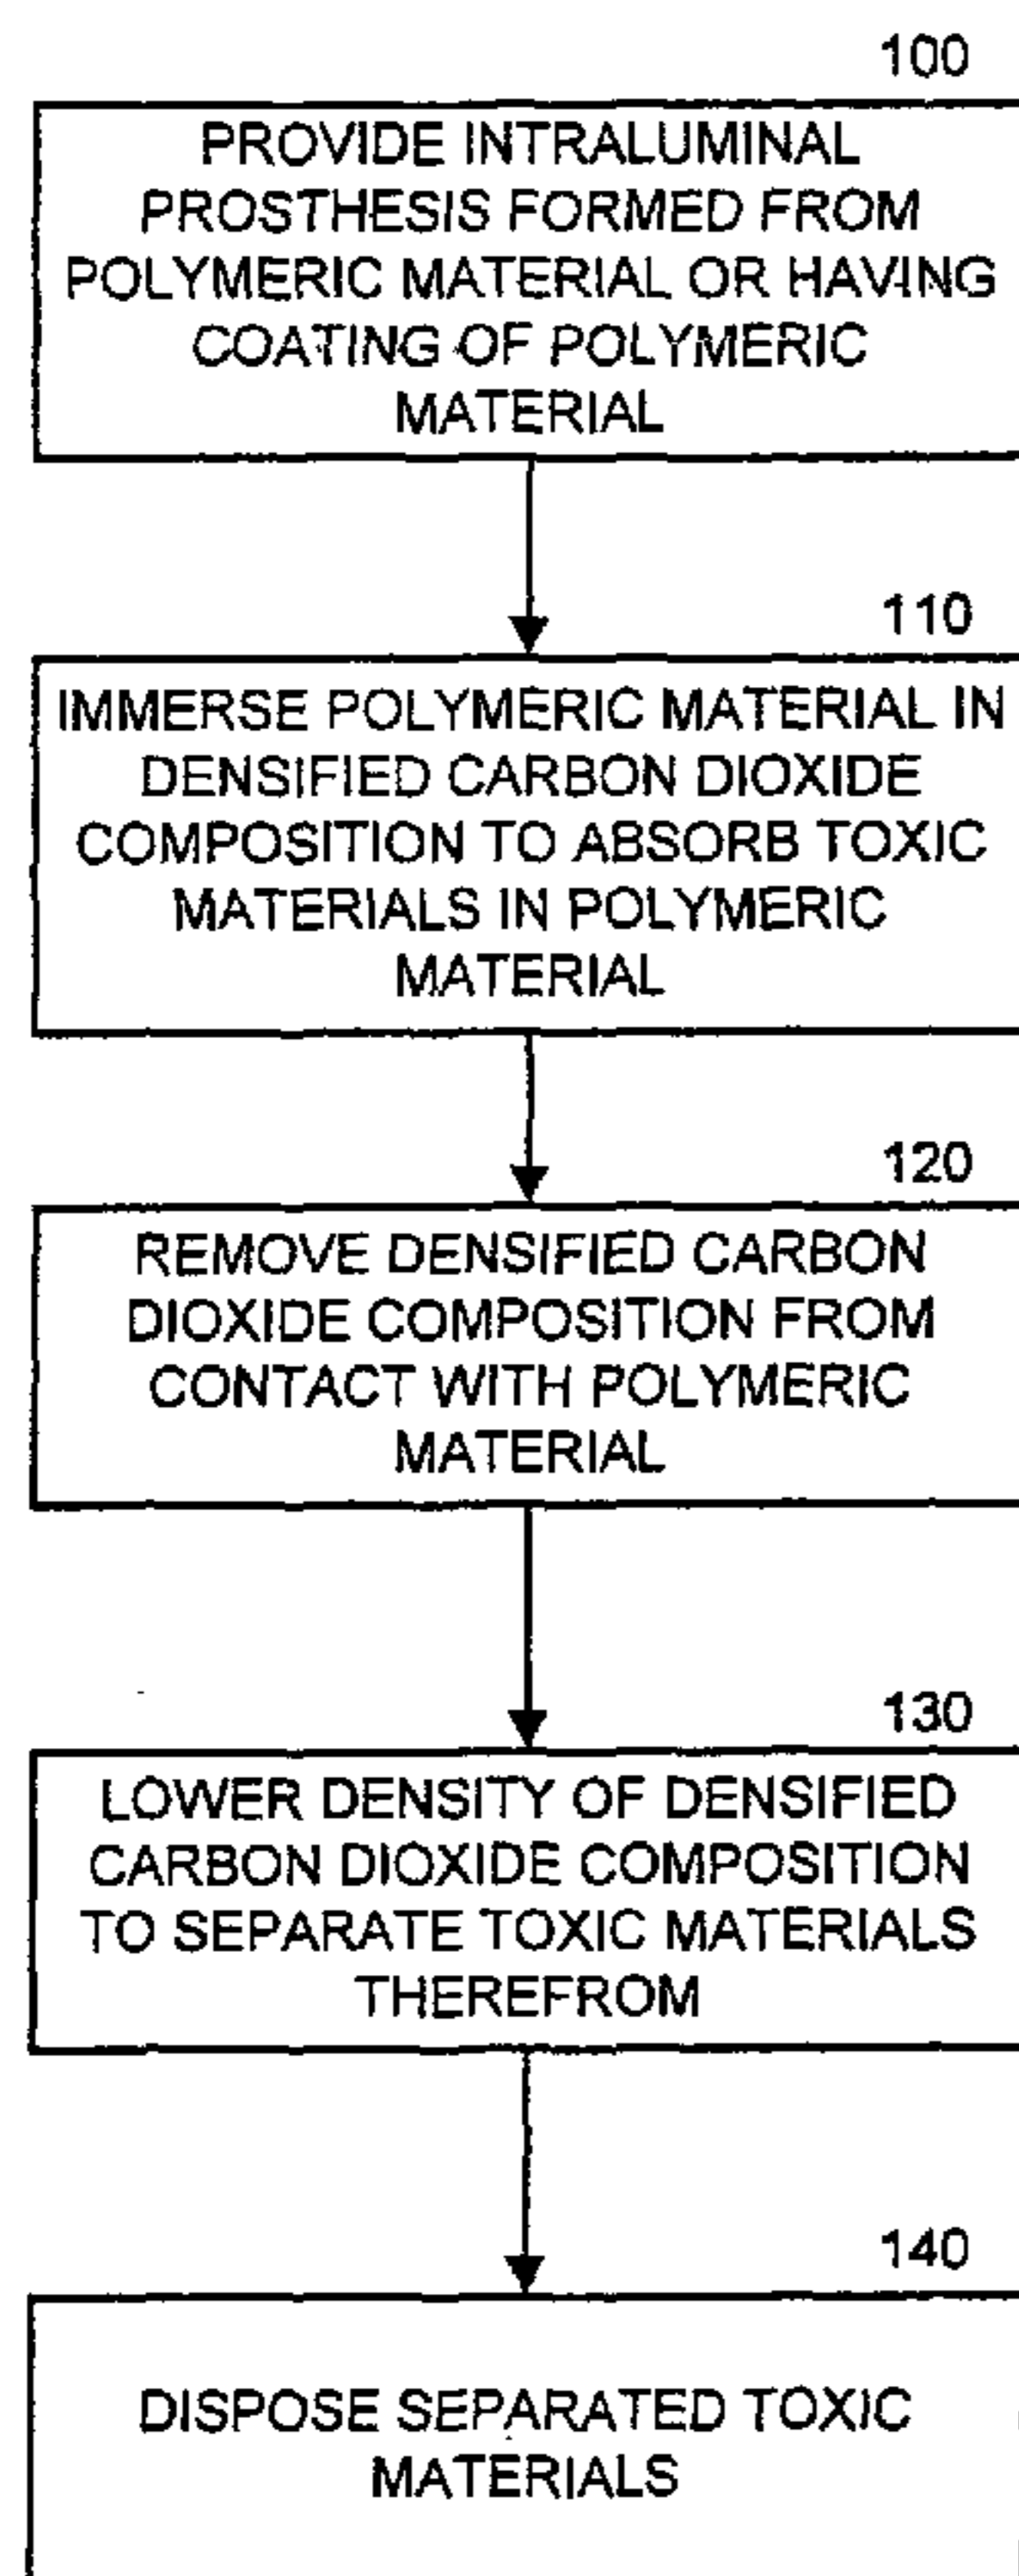 100
PROVIDE INTRALUMINAL
PROSTHESIS FORMED FROM
POLYMERIC MATERIAL OR HAVING
COATING OF POLYMERIC
MATERIAL
110
IMMERSE POLYMERIC MATERIAL IN
DENSIFIED CARBON DIOXIDE
COMPOSITION TO ABSORB TOXIC
MATERIALS IN POLYMERIC
MATERIAL
120
REMOVE DENSIFIED CARBON
DIOXIDE COMPOSITION FROM
CONTACT WITH POLYMERIC
MATERIAL
130
LOWER DENSITY OF DENSIFIED
CARBON DIOXIDE COMPOSITION
TO SEPARATE TOXIC MATERIALS
THEREFROM
140
DISPOSE SEPARATED TOXIC
MATERIALS